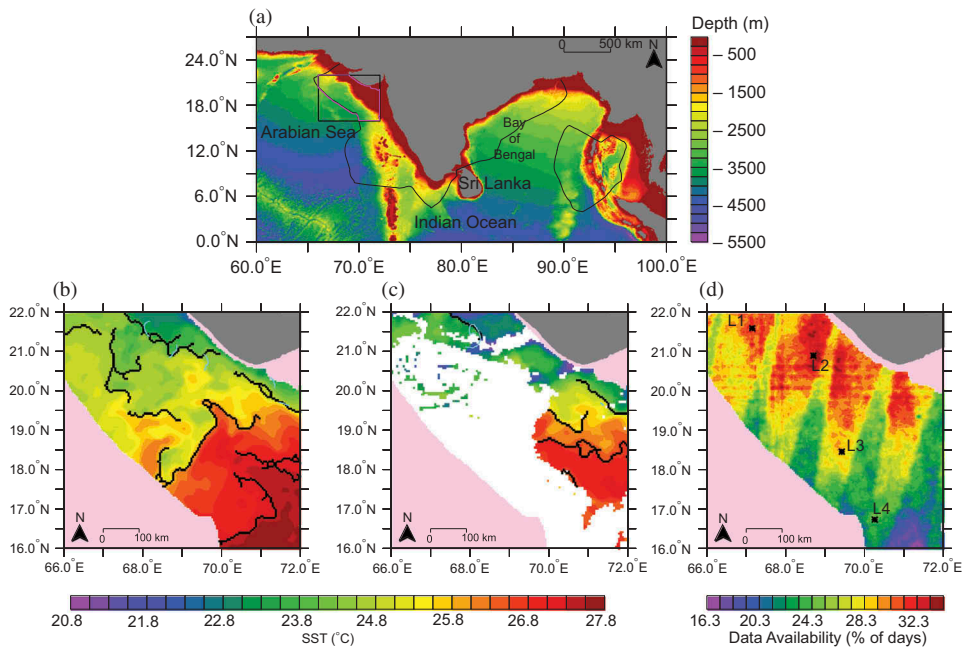 (a)
Depth (m)
0 500 km N
24.0°N
18.0°N
12.0°N
6.0°N
0.0°N
Arabian Sea
Bay
of
Bengal
Sri Lanka
Indian Ocean
60.0°E 70.0°E 80.0°E 90.0°E 100.0°E
– 500
– 1500
– 2500
– 3500
– 4500
– 5500
(b)
22.0°N
21.0°N
20.0°N
19.0°N
18.0°N
17.0°N
16.0°N
N
0 100 km
66.0°E 68.0°E 70.0°E 72.0°E
(c)
22.0°N
21.0°N
20.0°N
19.0°N
18.0°N
17.0°N
16.0°N
N
0 100 km
66.0°E 68.0°E 70.0°E 72.0°E
(d)
22.0°N
21.0°N
20.0°N
19.0°N
18.0°N
17.0°N
16.0°N
L1
L2
L3
L4
N
0 100 km
66.0°E 68.0°E 70.0°E 72.0°E
20.8 21.8 22.8 23.8 24.8 25.8 26.8 27.8
SST (°C)
16.3 20.3 24.3 28.3 32.3
Data Availability (% of days)